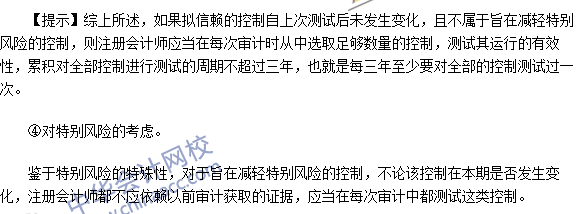 【提示】综上所述，如果拟信赖的控制自上次测试后未发生变化，且不属于旨在减轻特别
风险的控制，则注册会计师应当在每次审计时从中选取足够数量的控制，测试其运行的有效
性，累积对全部控制进行测试的周期不超过三年，也就是每三年至少要对全部的控制测试过一
次。
④对特别风险的考虑。
鉴于特别风险的特殊性，对于旨在减轻特别风险的控制，不论该控制在本期是否发生变
化，注册会计师都不应依赖以前审计获取的证据，应当在每次审计中都测试这类控制。
中华会计网校